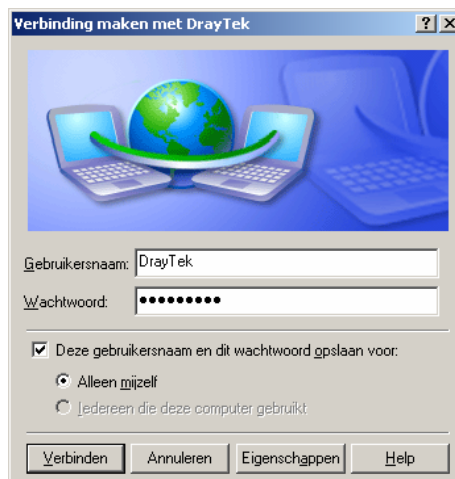 Verbinding maken met DrayTek
Gebruikersnaam: DrayTek
Wachtwoord: •••••••••
Deze gebruikersnaam en dit wachtwoord opslaan voor:
Alleen mijzelf
Iedereen die deze computer gebruikt
Verbinden Annuleren Eigenschappen Help